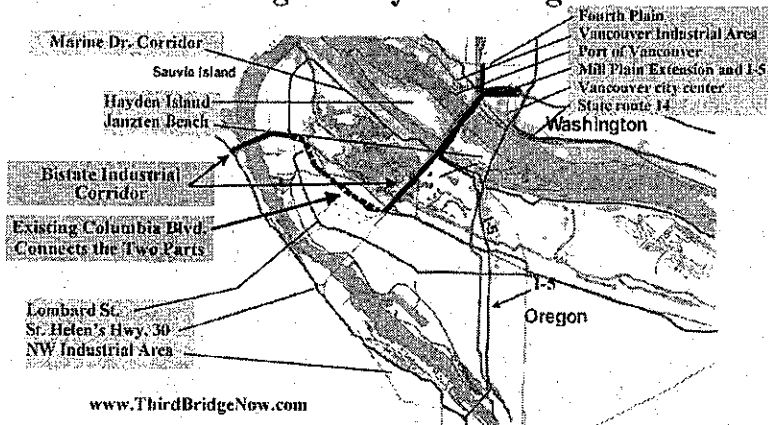 Marine Dr. Corridor
Sauvie Island
Hayden Island
Janzten Beach
Bistate Industrial
Corridor
Existing Columbia Blvd.
Connects the Two Parts
Lombard St.
St. Helen's Hwy. 30
NW Industrial Area
www.ThirdBridgeNow.com
Fourth Plain
Vancouver Industrial Area
Port of Vancouver
Mill Plain Extension and I-5
Vancouver city center
State route 14
Washington
I-5
I-5
Oregon